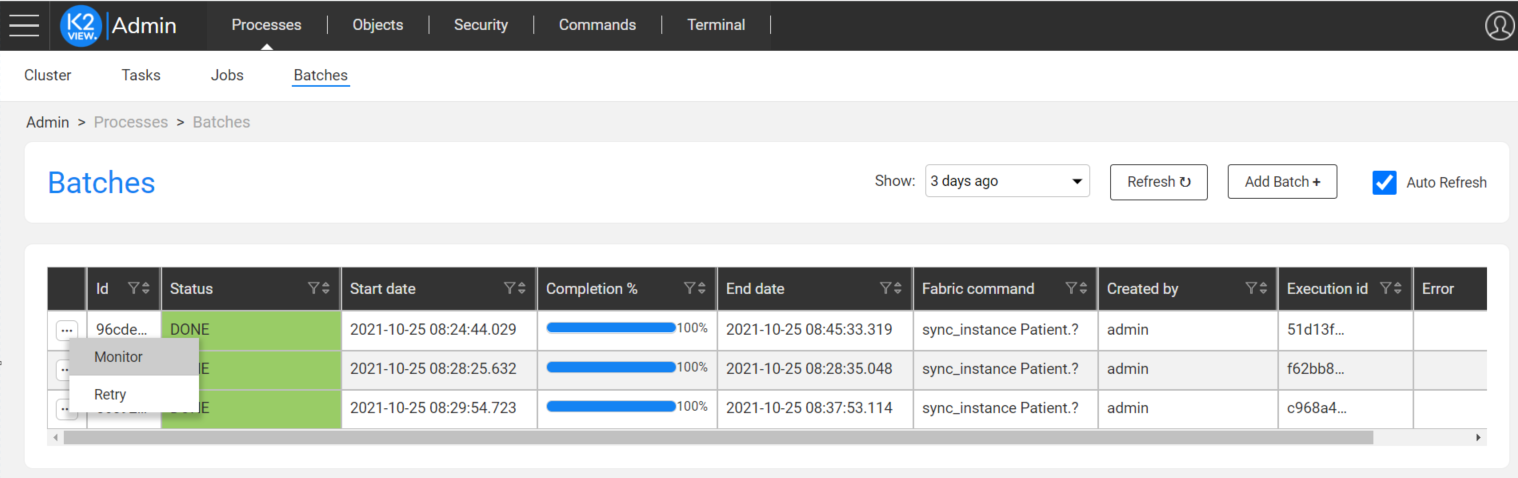 K2 VIEW. Admin Processes Objects Security Commands Terminal
Cluster Tasks Jobs Batches
Admin > Processes > Batches
Batches Show: 3 days ago Refresh ↻ Add Batch + Auto Refresh
Id Status Start date Completion % End date Fabric command Created by Execution id Error
... 96cde... DONE 2021-10-25 08:24:44.029 100% 2021-10-25 08:45:33.319 sync_instance Patient.? admin 51d13f...
Monitor
2021-10-25 08:28:25.632 100% 2021-10-25 08:28:35.048 sync_instance Patient.? admin f62bb8...
Retry
2021-10-25 08:29:54.723 100% 2021-10-25 08:37:53.114 sync_instance Patient.? admin c968a4...